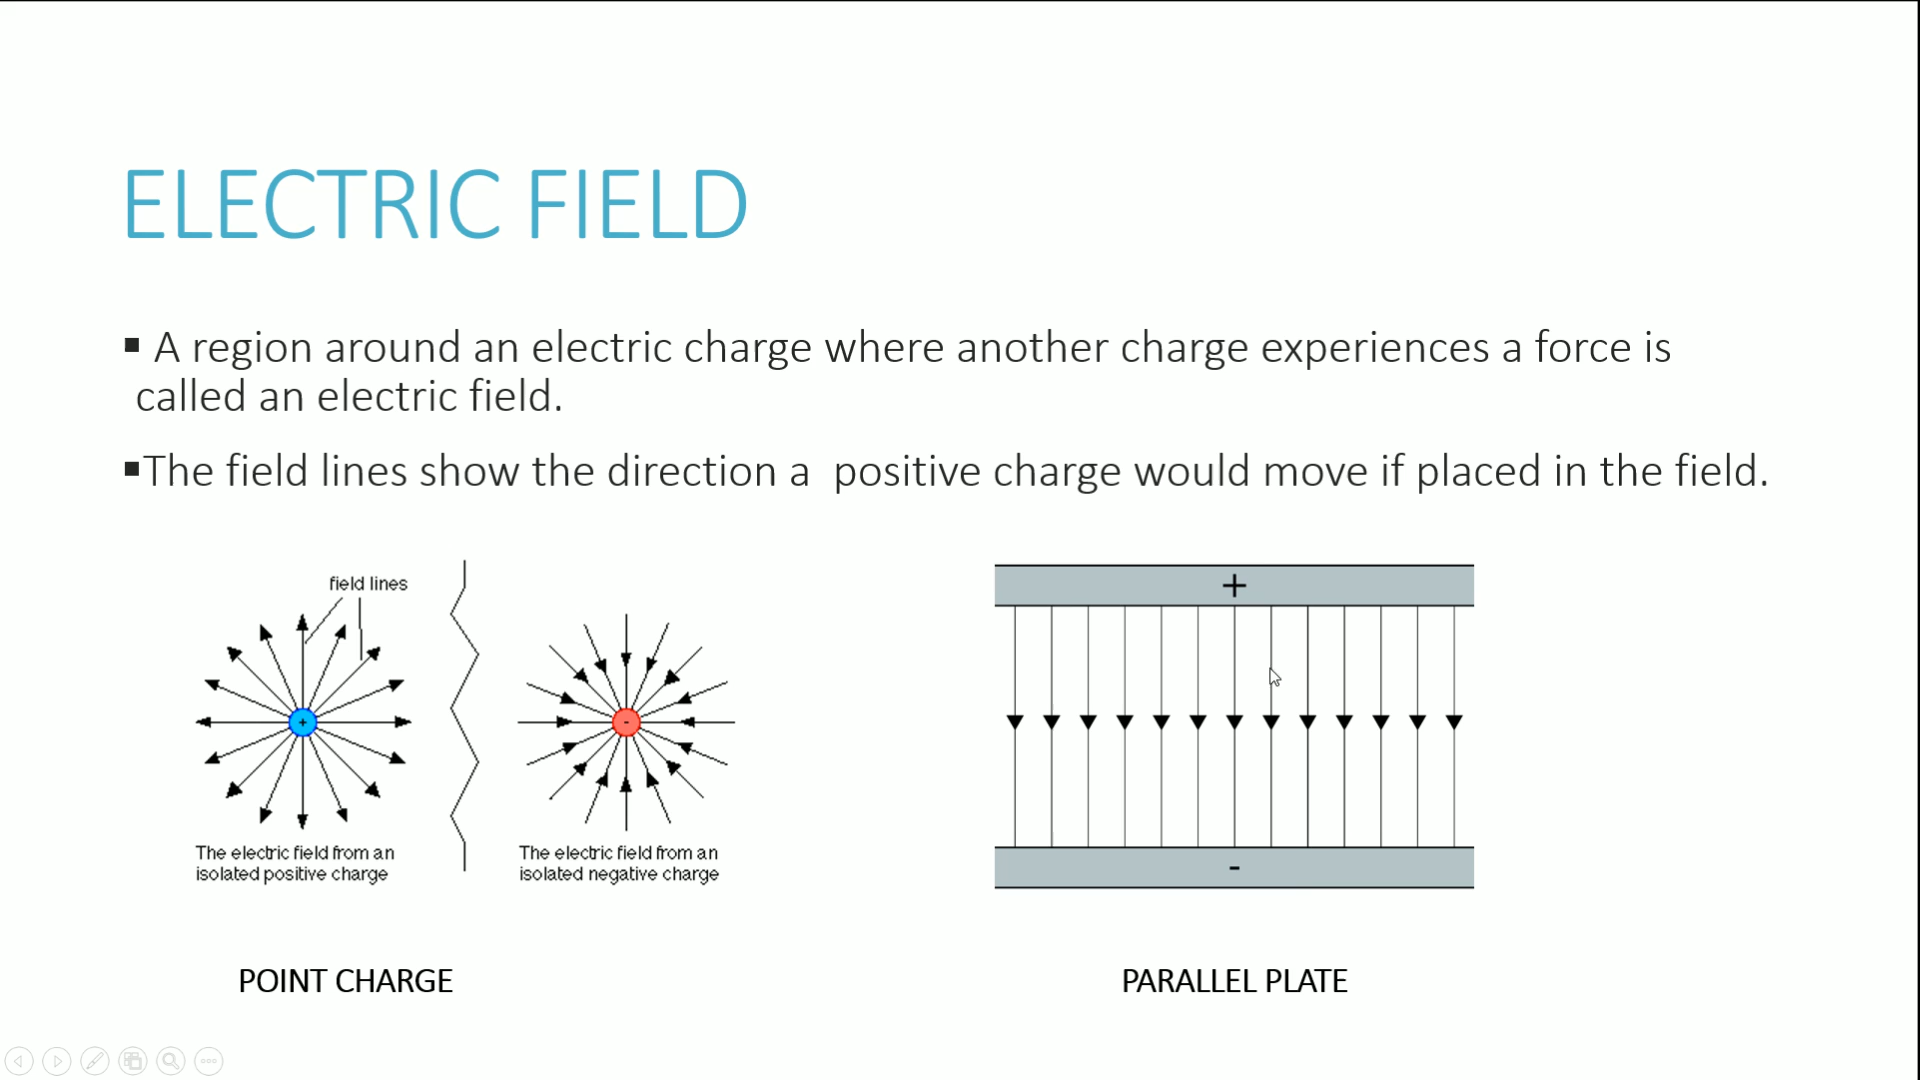 ELECTRIC FIELD
▪ A region around an electric charge where another charge experiences a force is
called an electric field.
▪The field lines show the direction a  positive charge would move if placed in the field.
field lines
+
-
The electric field from an
isolated positive charge
The electric field from an
isolated negative charge
+
-
POINT CHARGE
PARALLEL PLATE